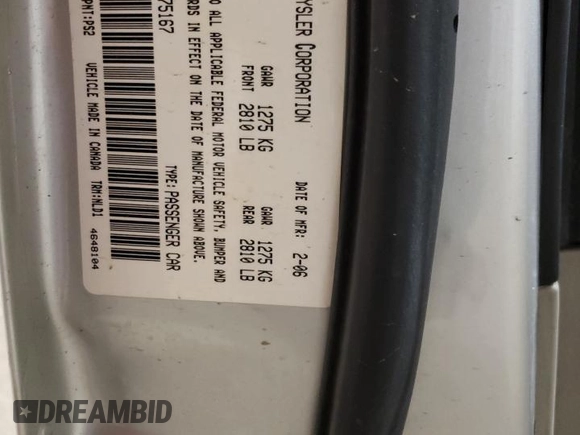 YSLER CORPORATION DATE OF MFR: 2-06
GAWR FRONT 1275 KG 2810 LB GAWR REAR 1275 KG 2810 LB
O ALL APPLICABLE FEDERAL MOTOR VEHICLE SAFETY, BUMPER AND
RDS IN EFFECT ON THE DATE OF MANUFACTURE SHOWN ABOVE.
75167 TYPE: PASSENGER CAR
PNT: PS2 VEHICLE MADE IN CANADA TRM: NLD1
4648104
DREAMBID